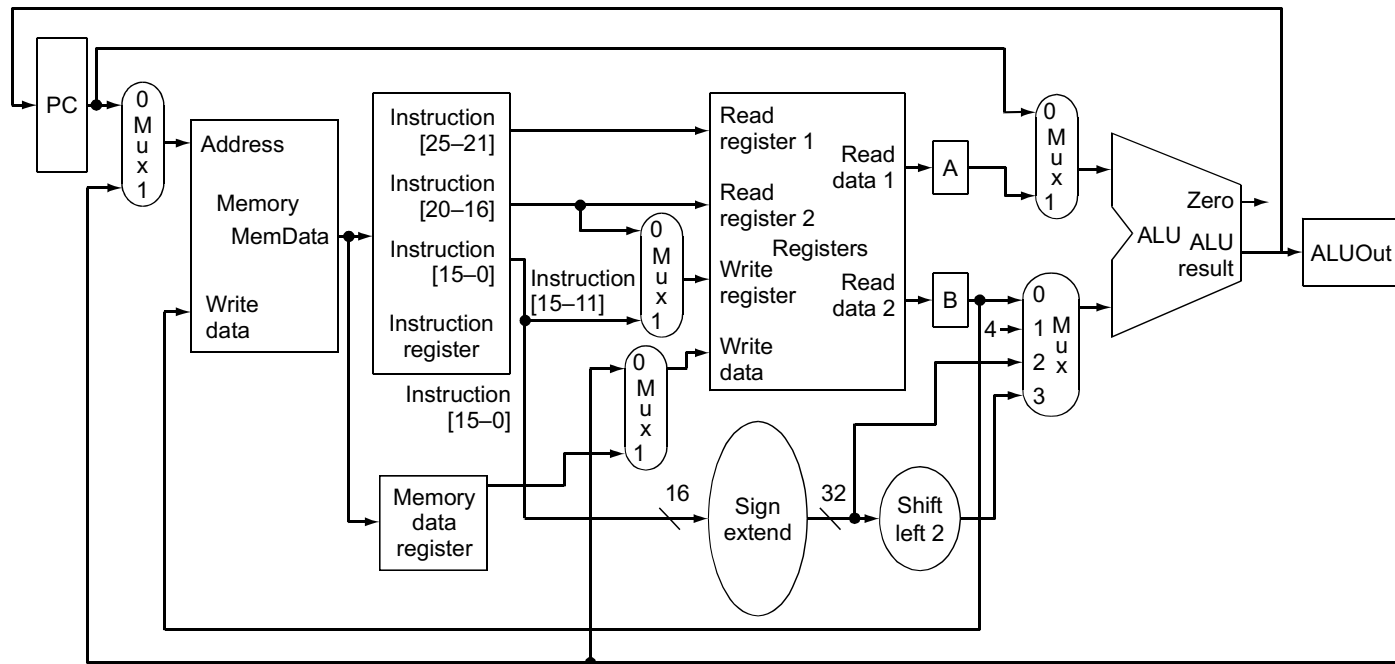 PC
0
M
u
x
1
Address
Memory
MemData
Write
data
Instruction
[25–21]
Instruction
[20–16]
Instruction
[15–0]
Instruction
register
Instruction
[15–0]
Memory
data
register
Instruction
[15–11]
0
M
u
x
1
0
M
u
x
1
Read
register 1
Read
register 2
Registers
Write
register
Write
data
Read
data 1
Read
data 2
16
Sign
extend
32
Shift
left 2
A
B
4
0
M
u
x
1
0
1
2
3
M
u
x
Zero
ALU
ALU
result
ALUOut